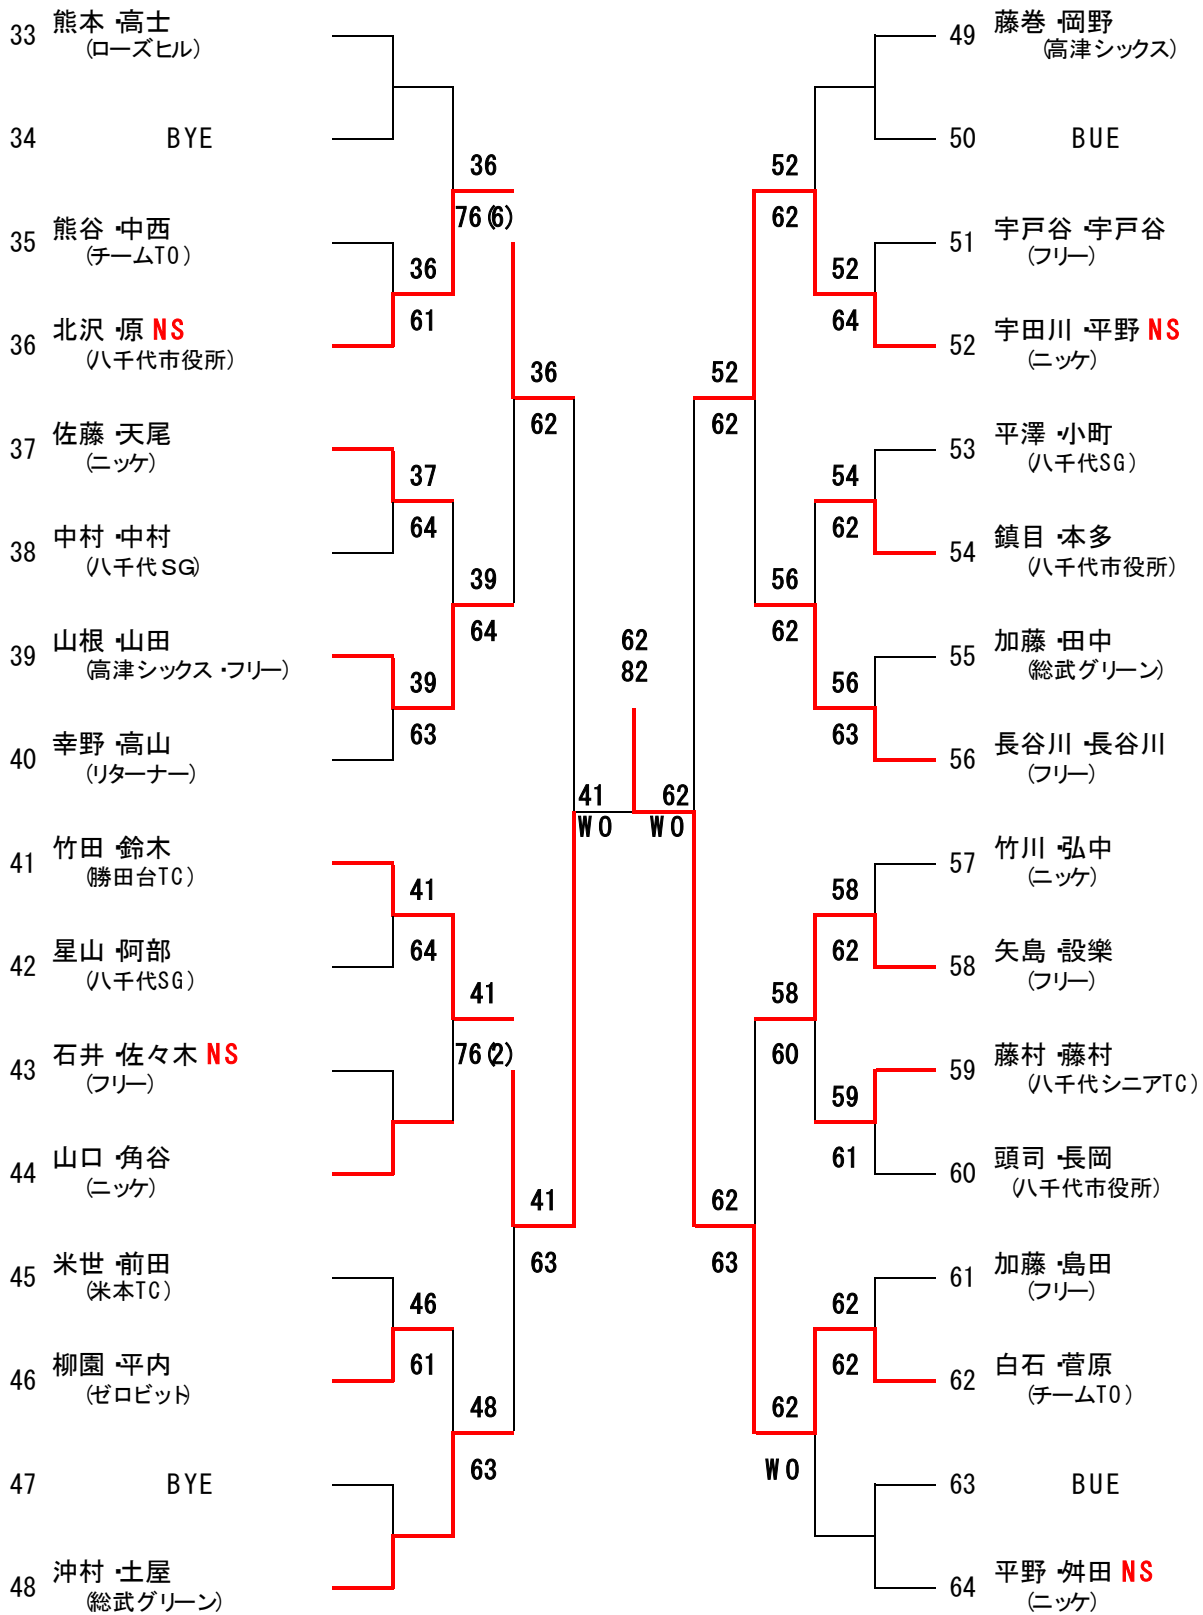 33 熊本・高士
(ローズヒル)
34 BYE
36
76(6)
35 熊谷・中西
(チームTO)
36
61
36 北沢・原 NS
(八千代市役所)
36
62
37 佐藤・天尾
(ニッケ)
37
64
38 中村・中村
(八千代SG)
39
64
39 山根・山田
(高津シックス・フリー)
39
63
40 幸野・高山
(リターナー)
41
WO
41 竹田・鈴木
(勝田台TC)
41
64
42 星山・阿部
(八千代SG)
41
76(2)
43 石井・佐々木 NS
(フリー)
44 山口・角谷
(ニッケ)
41
63
45 米世・前田
(米本TC)
46
61
46 柳園・平内
(ゼロビット)
48
63
47 BYE
48 沖村・土屋
(総武グリーン)
62
82
49 藤巻・岡野
(高津シックス)
50 BUE
52
62
51 宇戸谷・宇戸谷
(フリー)
52
64
52 宇田川・平野 NS
(ニッケ)
52
62
53 平澤・小町
(八千代SG)
54
62
54 鎮目・本多
(八千代市役所)
56
62
55 加藤・田中
(総武グリーン)
56
63
56 長谷川・長谷川
(フリー)
62
WO
57 竹川・弘中
(ニッケ)
58
62
58 矢島・設樂
(フリー)
58
60
59 藤村・藤村
(八千代シニアTC)
59
61
60 頭司・長岡
(八千代市役所)
62
63
61 加藤・島田
(フリー)
62
62
62 白石・菅原
(チームTO)
62
WO
63 BUE
64 平野・舛田 NS
(ニッケ)